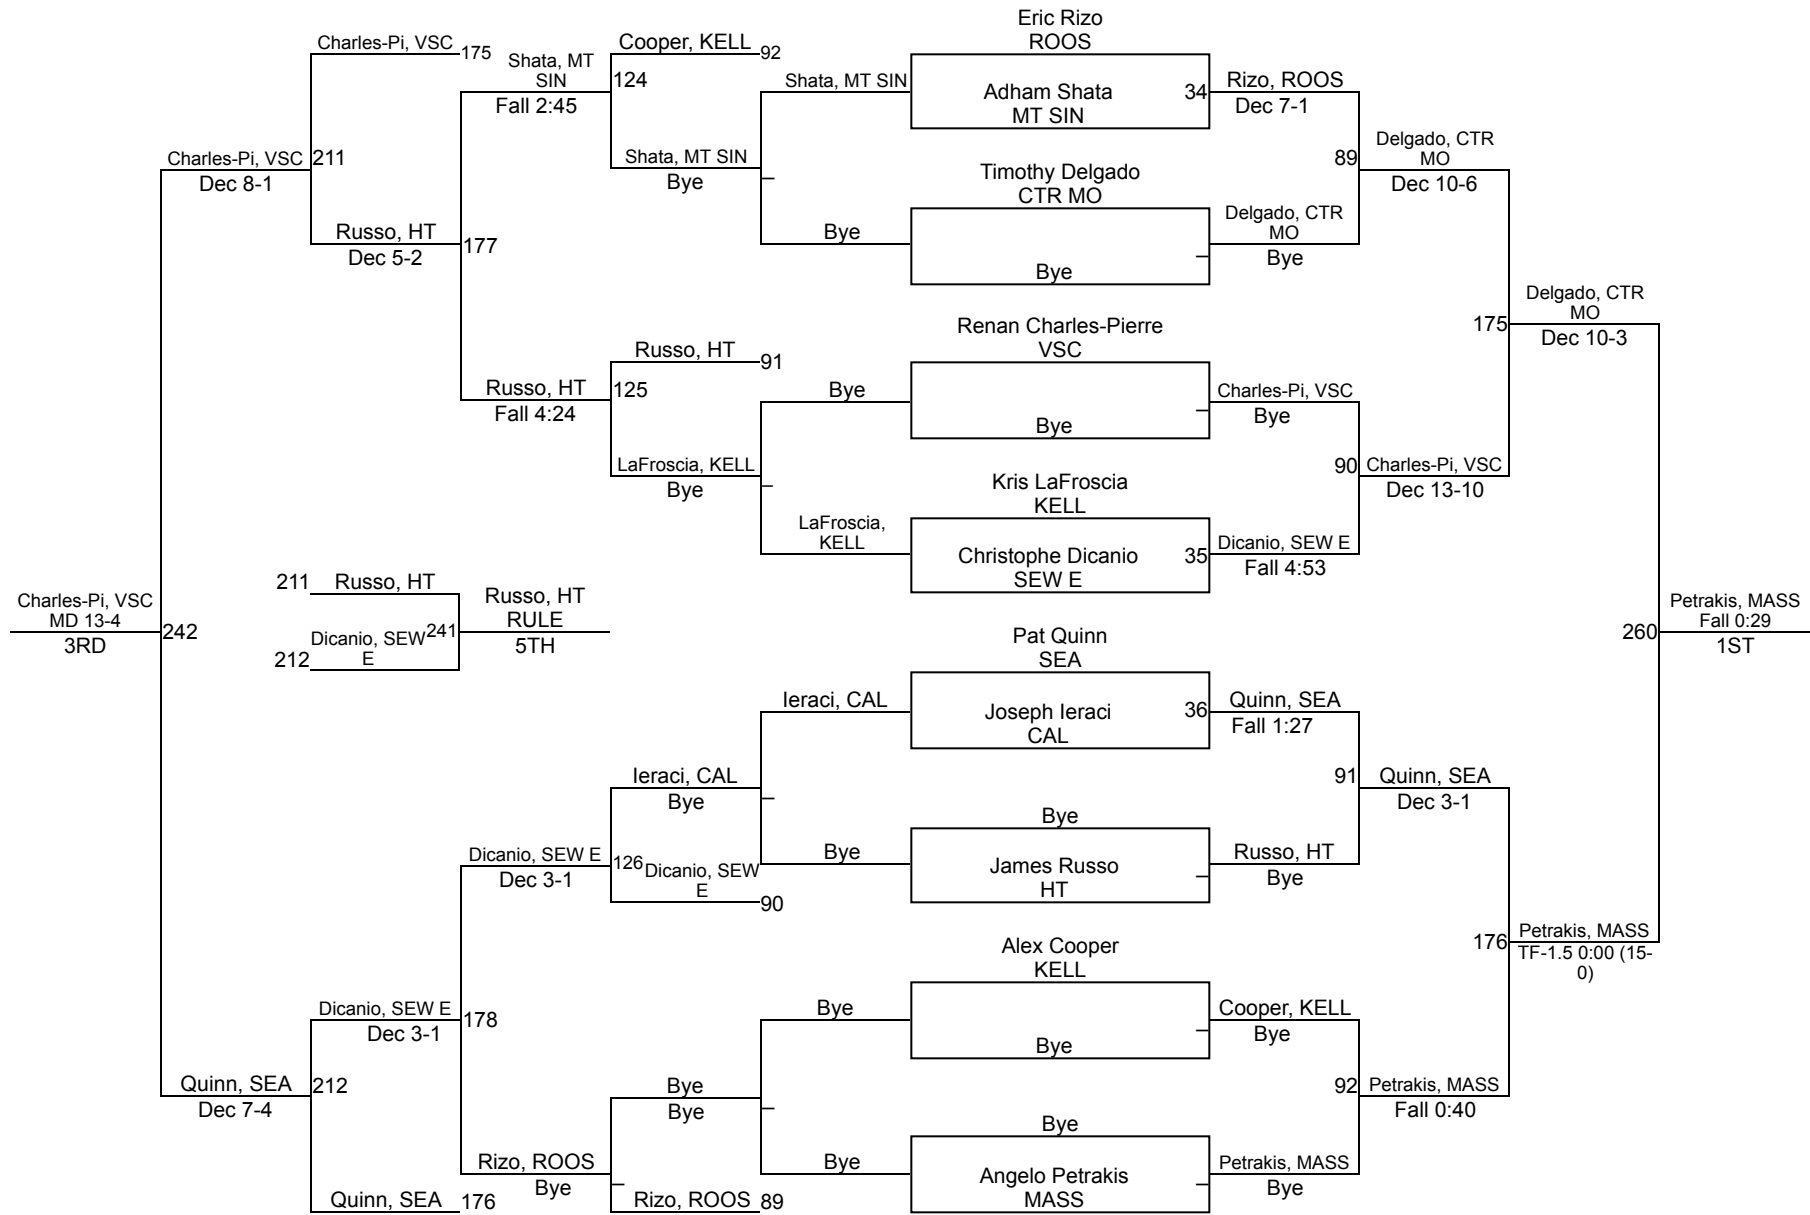 Charles-Pi, VSC
MD 13-4
3RD
242
Charles-Pi, VSC
Dec 8-1
Quinn, SEA
Dec 7-4
Charles-Pi, VSC
175
211
Russo, HT
Dec 5-2
211
Russo, HT
212
Dicanio, SEW
E
241
Russo, HT
RULE
5TH
Dicanio, SEW E
Dec 3-1
212
Quinn, SEA
176
Shata, MT
SIN
Fall 2:45
177
Russo, HT
Fall 4:24
Dicanio, SEW E
Dec 3-1
178
Rizo, ROOS
Bye
Cooper, KELL
92
124
Shata, MT SIN
Bye
Russo, HT
91
125
LaFroscia, KELL
Bye
Ieraci, CAL
Bye
126
Dicanio, SEW
E
90
Bye
Bye
Rizo, ROOS
89
Shata, MT SIN
Bye
Bye
LaFroscia,
KELL
Ieraci, CAL
Bye
Bye
Bye
Eric Rizo
ROOS
Adham Shata
MT SIN
34
Timothy Delgado
CTR MO
Bye
Renan Charles-Pierre
VSC
Bye
Kris LaFroscia
KELL
Christophe Dicanio
SEW E
35
Pat Quinn
SEA
Joseph Ieraci
CAL
36
Bye
James Russo
HT
Alex Cooper
KELL
Bye
Bye
Angelo Petrakis
MASS
Rizo, ROOS
Dec 7-1
Delgado, CTR
MO
Bye
Charles-Pi, VSC
Bye
Dicanio, SEW E
Fall 4:53
Quinn, SEA
Fall 1:27
Russo, HT
Bye
Cooper, KELL
Bye
Petrakis, MASS
Bye
89
Delgado, CTR
MO
Dec 10-6
90
Charles-Pi, VSC
Dec 13-10
91
Quinn, SEA
Dec 3-1
92
Petrakis, MASS
Fall 0:40
175
Delgado, CTR
MO
Dec 10-3
176
Petrakis, MASS
TF-1.5 0:00 (15-
0)
260
Petrakis, MASS
Fall 0:29
1ST